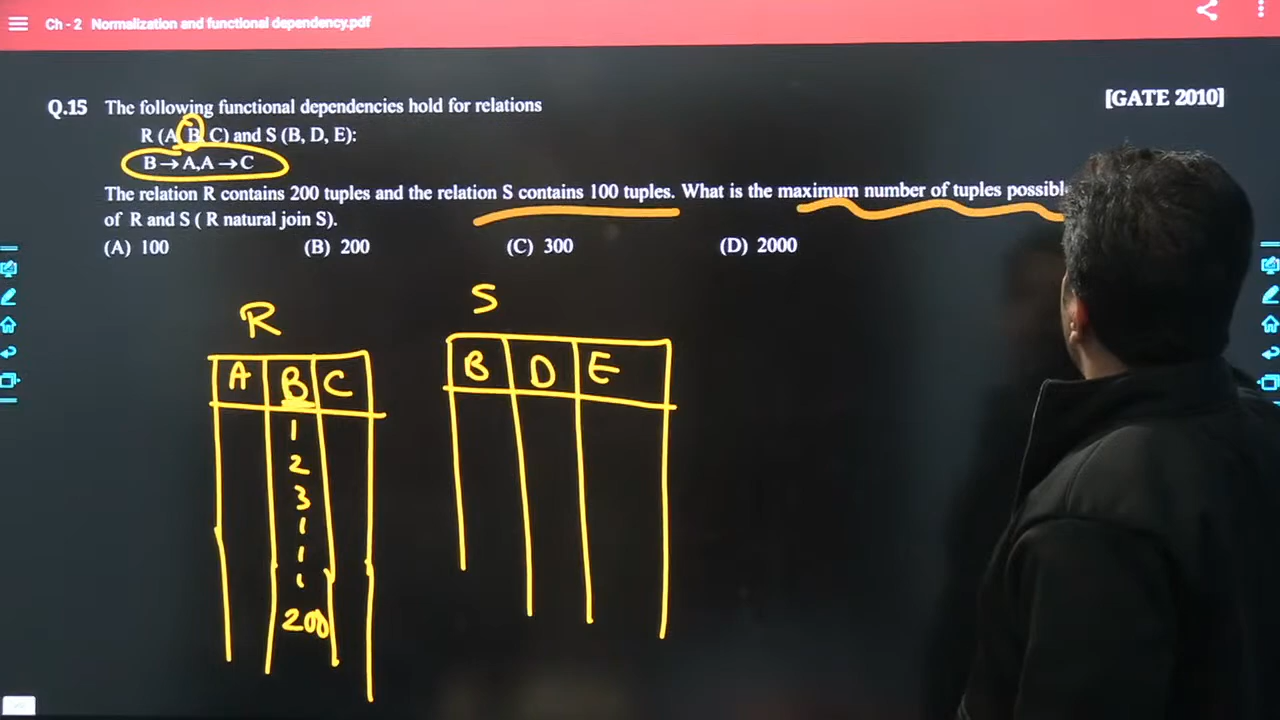 Ch - 2 Normalization and functional dependency.pdf
Q.15 The following functional dependencies hold for relations [GATE 2010]
R (A, B, C) and S (B, D, E):
B → A, A → C
The relation R contains 200 tuples and the relation S contains 100 tuples. What is the maximum number of tuples possible
of R and S ( R natural join S).
(A) 100 (B) 200 (C) 300 (D) 2000
R S
A B C B D E
1
2
3
200